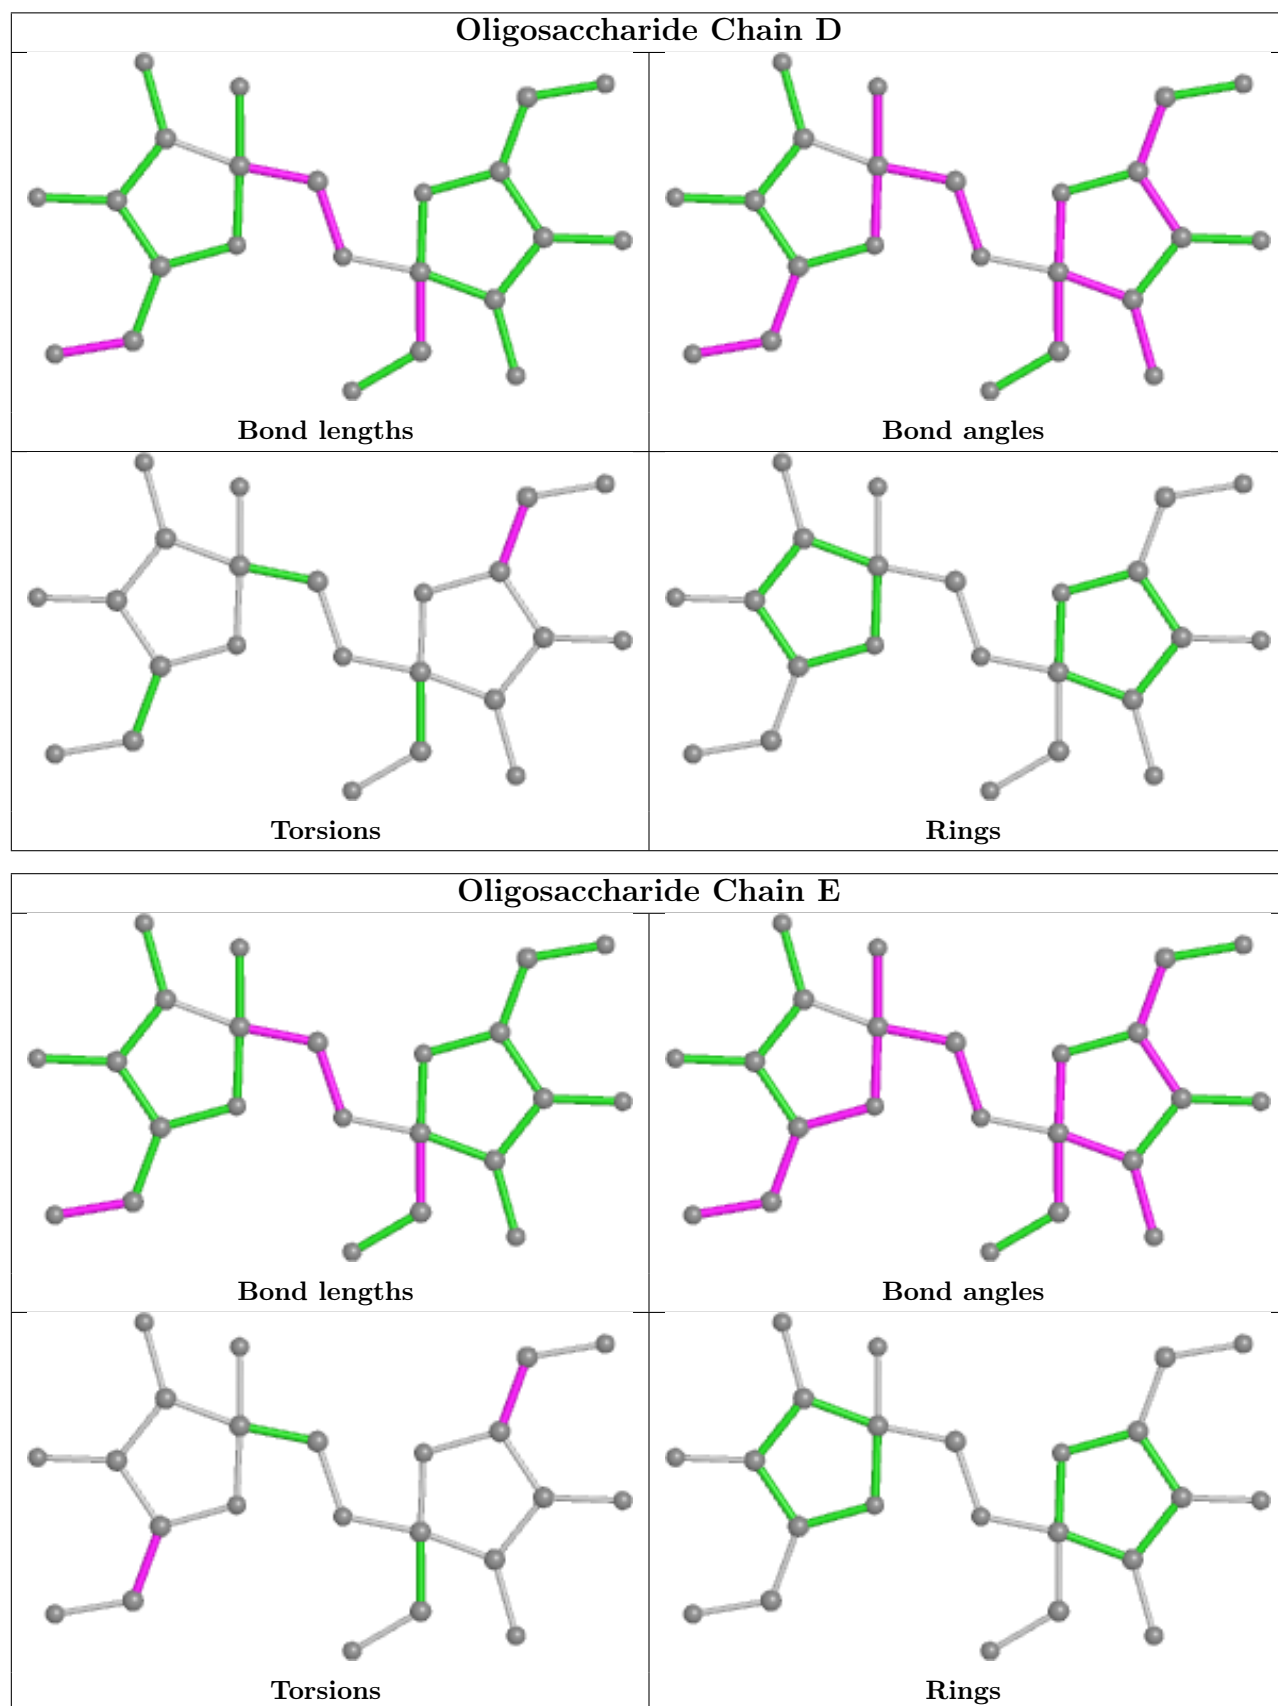 Oligosaccharide Chain D
Bond lengths
Bond angles
Torsions
Rings
Oligosaccharide Chain E
Bond lengths
Bond angles
Torsions
Rings